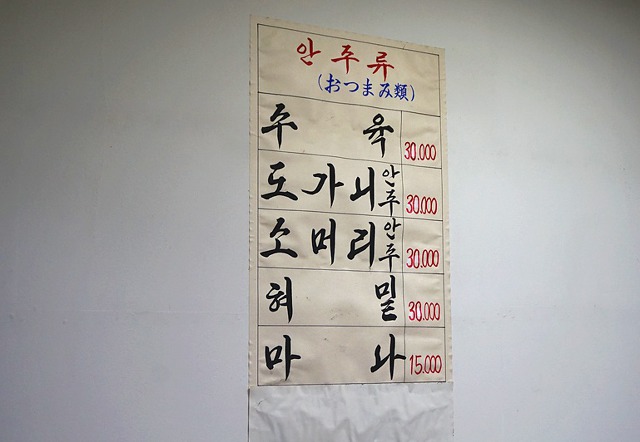 안주류
(おつまみ類)
주육 30.000
도가니안주 30.000
소머리안주 30.000
혀밑 30.000
마나 15.000